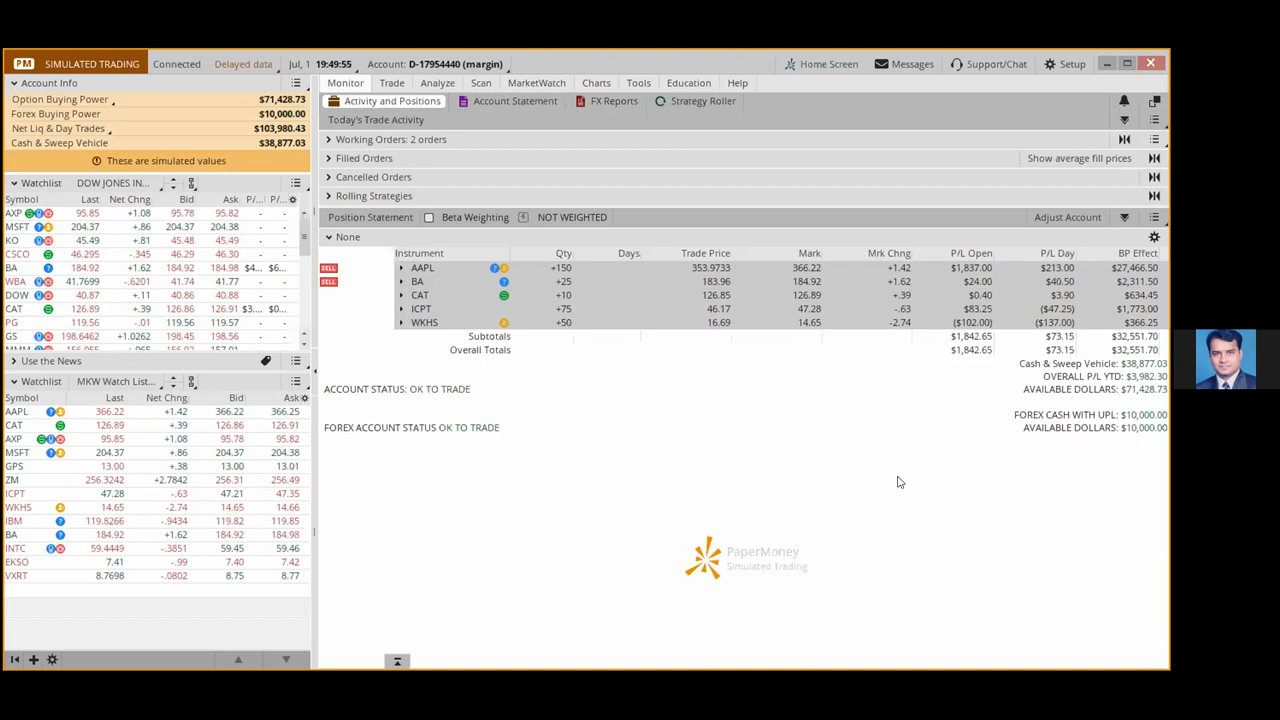 PM SIMULATED TRADING Connected Delayed data Jul, 1 19:49:55 Account: D-17954440 (margin) Home Screen Messages Support/Chat Setup
Account Info
Option Buying Power $71,428.73
Forex Buying Power $10,000.00
Net Liq & Day Trades $103,980.43
Cash & Sweep Vehicle $38,877.03
These are simulated values
Watchlist DOW JONES IN...
Symbol Last Net Chng Bid Ask P/... P/...
AXP 95.85 +1.08 95.78 95.82 - -
MSFT 204.37 +.86 204.37 204.38 - -
KO 45.49 +.81 45.48 45.49 - -
CSCO 46.295 -.345 46.29 46.30 - -
BA 184.92 +1.62 184.92 184.98 $4... $6...
WBA 41.7699 -.6201 41.74 41.77 - -
DOW 40.87 +.11 40.86 40.88 - -
CAT 126.89 +.39 126.86 126.91 $3... $0...
PG 119.56 -.01 119.56 119.57 - -
GS 198.6462 +1.0262 198.45 198.56 - -
Use the News
Watchlist MKW Watch List...
Symbol Last Net Chng Bid Ask
AAPL 366.22 +1.42 366.22 366.25
CAT 126.89 +.39 126.86 126.91
AXP 95.85 +1.08 95.78 95.82
MSFT 204.37 +.86 204.37 204.38
GPS 13.00 +.38 13.00 13.01
ZM 256.3242 +2.7842 256.31 256.49
ICPT 47.28 -.63 47.21 47.35
WKHS 14.65 -2.74 14.65 14.66
IBM 119.8266 -.9434 119.82 119.85
BA 184.92 +1.62 184.92 184.98
INTC 59.4449 -.3851 59.45 59.46
EKSO 7.41 -.99 7.40 7.42
VXRT 8.7698 -.0802 8.75 8.77
Monitor Trade Analyze Scan MarketWatch Charts Tools Education Help
Activity and Positions Account Statement FX Reports Strategy Roller
Today's Trade Activity
Working Orders: 2 orders
Filled Orders Show average fill prices
Cancelled Orders
Rolling Strategies
Position Statement Beta Weighting NOT WEIGHTED Adjust Account
None
Instrument Qty Days Trade Price Mark Mrk Chng P/L Open P/L Day BP Effect
SELL AAPL +150 353.9733 366.22 +1.42 $1,837.00 $213.00 $27,466.50
SELL BA +25 183.96 184.92 +1.62 $24.00 $40.50 $2,311.50
CAT +10 126.85 126.89 +.39 $0.40 $3.90 $634.45
ICPT +75 46.17 47.28 -.63 $83.25 ($47.25) $1,773.00
WKHS +50 16.69 14.65 -2.74 ($102.00) ($137.00) $366.25
Subtotals $1,842.65 $73.15 $32,551.70
Overall Totals $1,842.65 $73.15 $32,551.70
Cash & Sweep Vehicle: $38,877.03
OVERALL P/L YTD: $3,982.30
ACCOUNT STATUS: OK TO TRADE AVAILABLE DOLLARS: $71,428.73
FOREX CASH WITH UPL: $10,000.00
FOREX ACCOUNT STATUS OK TO TRADE AVAILABLE DOLLARS: $10,000.00
PaperMoney
Simulated Trading